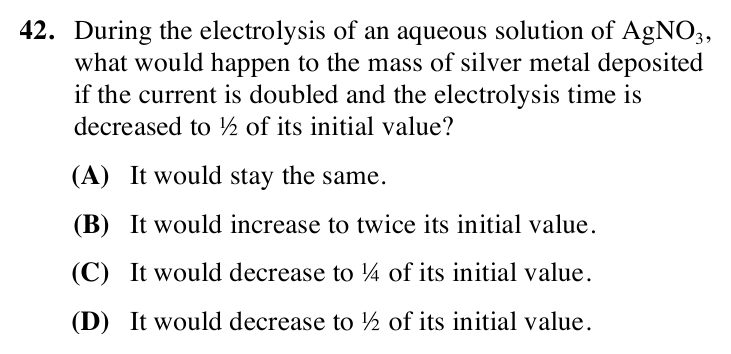 42. During the electrolysis of an aqueous solution of AgNO₃,
what would happen to the mass of silver metal deposited
if the current is doubled and the electrolysis time is
decreased to ½ of its initial value?
(A) It would stay the same.
(B) It would increase to twice its initial value.
(C) It would decrease to ¼ of its initial value.
(D) It would decrease to ½ of its initial value.